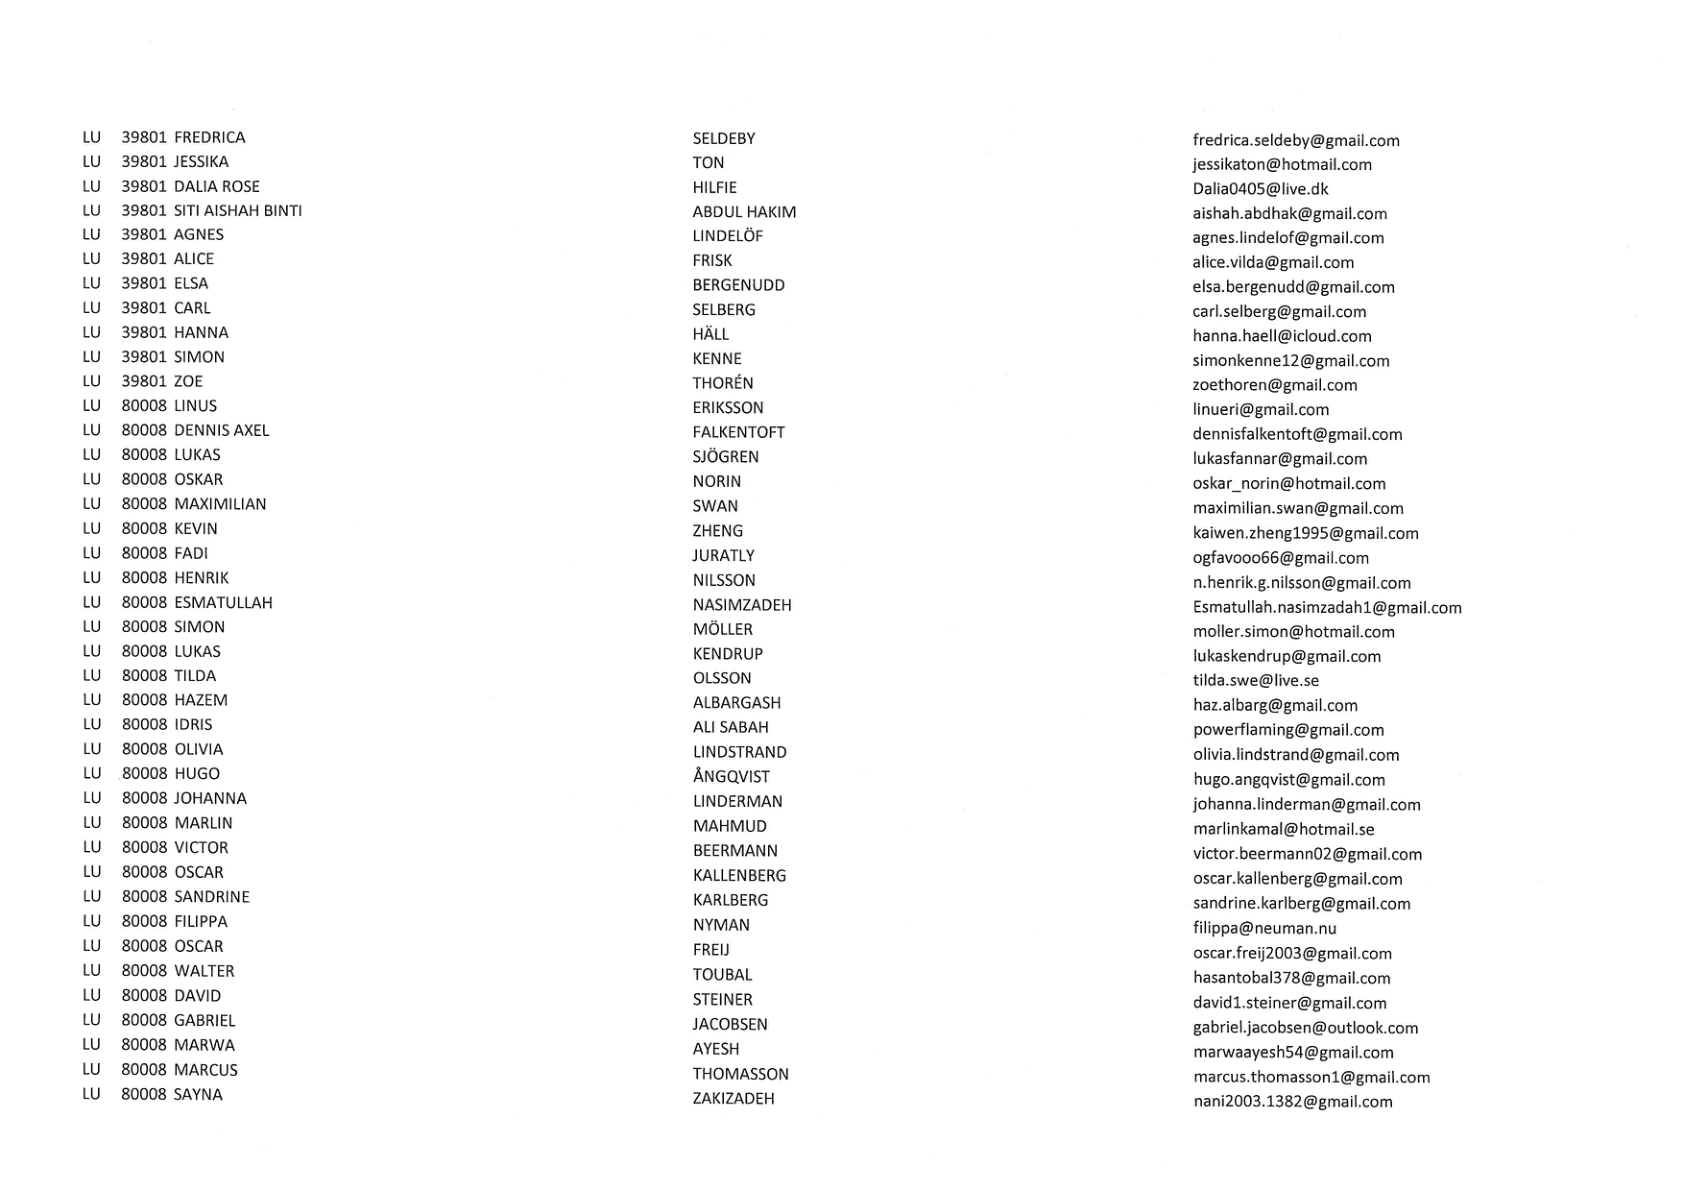 LU 39801 FREDRICA SELDEBY fredrica.seldeby@gmail.com
LU 39801 JESSIKA TON jessikaton@hotmail.com
LU 39801 DALIA ROSE HILFIE Dalia0405@live.dk
LU 39801 SITI AISHAH BINTI ABDUL HAKIM aishah.abdhak@gmail.com
LU 39801 AGNES LINDELÖF agnes.lindelof@gmail.com
LU 39801 ALICE FRISK alice.vilda@gmail.com
LU 39801 ELSA BERGENUDD elsa.bergenudd@gmail.com
LU 39801 CARL SELBERG carl.selberg@gmail.com
LU 39801 HANNA HÄLL hanna.haell@icloud.com
LU 39801 SIMON KENNE simonkenne12@gmail.com
LU 39801 ZOE THORÉN zoethoren@gmail.com
LU 80008 LINUS ERIKSSON linueri@gmail.com
LU 80008 DENNIS AXEL FALKENTOFT dennisfalkentoft@gmail.com
LU 80008 LUKAS SJÖGREN lukasfannar@gmail.com
LU 80008 OSKAR NORIN oskar_norin@hotmail.com
LU 80008 MAXIMILIAN SWAN maximilian.swan@gmail.com
LU 80008 KEVIN ZHENG kaiwen.zheng1995@gmail.com
LU 80008 FADI JURATLY ogfavooo66@gmail.com
LU 80008 HENRIK NILSSON n.henrik.g.nilsson@gmail.com
LU 80008 ESMATULLAH NASIMZADEH Esmatullah.nasimzadah1@gmail.com
LU 80008 SIMON MÖLLER moller.simon@hotmail.com
LU 80008 LUKAS KENDRUP lukaskendrup@gmail.com
LU 80008 TILDA OLSSON tilda.swe@live.se
LU 80008 HAZEM ALBARGASH haz.albarg@gmail.com
LU 80008 IDRIS ALI SABAH powerflaming@gmail.com
LU 80008 OLIVIA LINDSTRAND olivia.lindstrand@gmail.com
LU 80008 HUGO ÅNGQVIST hugo.angqvist@gmail.com
LU 80008 JOHANNA LINDERMAN johanna.linderman@gmail.com
LU 80008 MARLIN MAHMUD marlinkamal@hotmail.se
LU 80008 VICTOR BEERMANN victor.beermann02@gmail.com
LU 80008 OSCAR KALLENBERG oscar.kallenberg@gmail.com
LU 80008 SANDRINE KARLBERG sandrine.karlberg@gmail.com
LU 80008 FILIPPA NYMAN filippa@neuman.nu
LU 80008 OSCAR FREIJ oscar.freij2003@gmail.com
LU 80008 WALTER TOUBAL hasantobal378@gmail.com
LU 80008 DAVID STEINER david1.steiner@gmail.com
LU 80008 GABRIEL JACOBSEN gabriel.jacobsen@outlook.com
LU 80008 MARWA AYESH marwaayesh54@gmail.com
LU 80008 MARCUS THOMASSON marcus.thomasson1@gmail.com
LU 80008 SAYNA ZAKIZADEH nani2003.1382@gmail.com